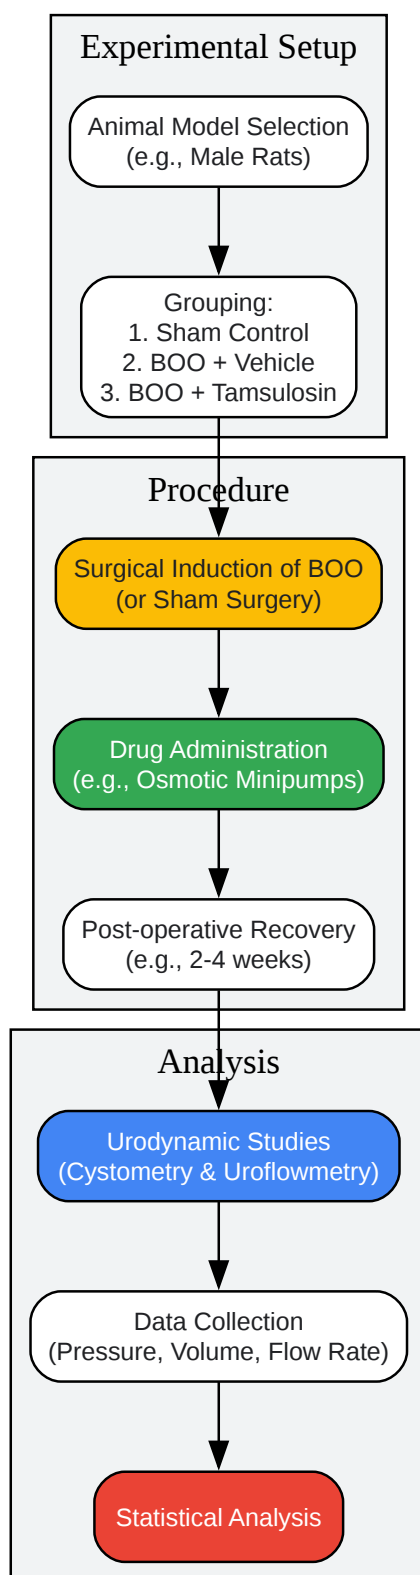 Experimental Setup
Animal Model Selection
(e.g., Male Rats)
Grouping:
1. Sham Control
2. BOO + Vehicle
3. BOO + Tamsulosin
Procedure
Surgical Induction of BOO
(or Sham Surgery)
Drug Administration
(e.g., Osmotic Minipumps)
Post-operative Recovery
(e.g., 2-4 weeks)
Analysis
Urodynamic Studies
(Cystometry & Uroflowmetry)
Data Collection
(Pressure, Volume, Flow Rate)
Statistical Analysis